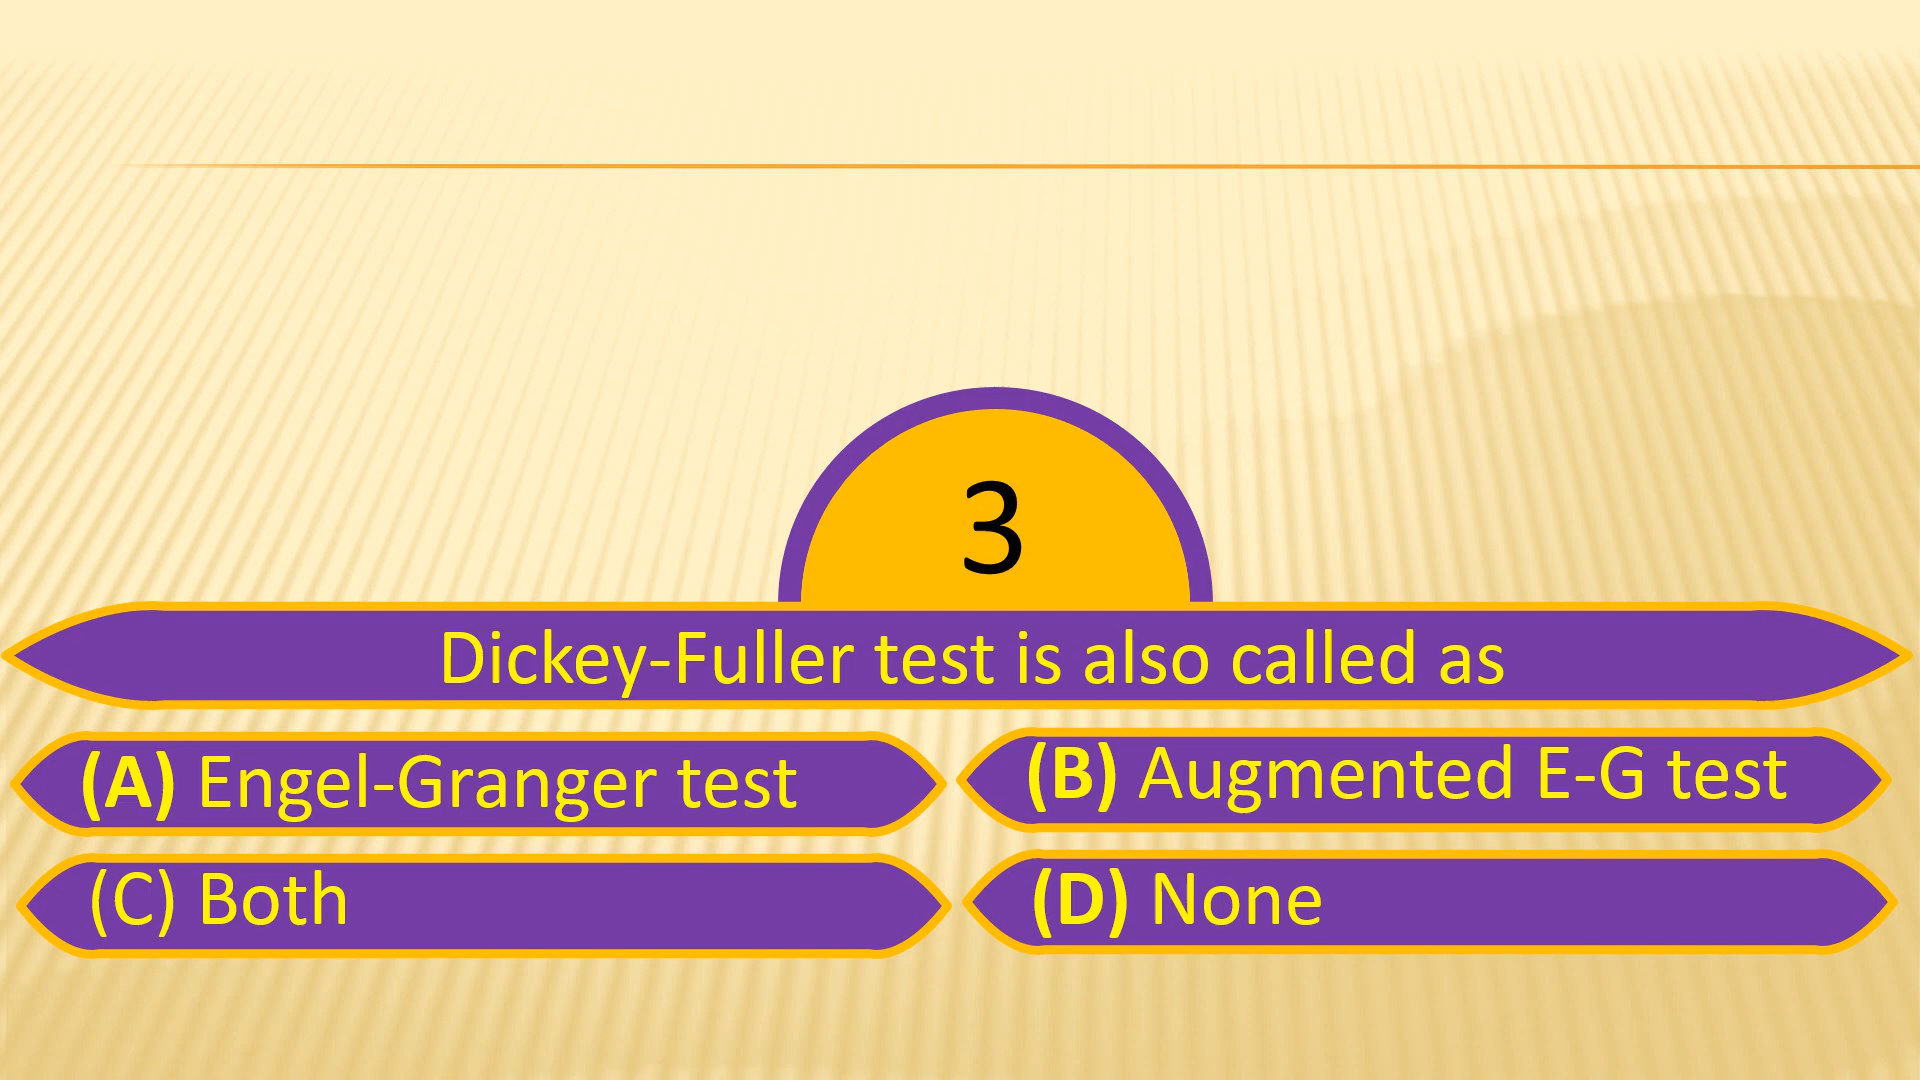 3
Dickey-Fuller test is also called as
(A) Engel-Granger test
(B) Augmented E-G test
(C) Both
(D) None